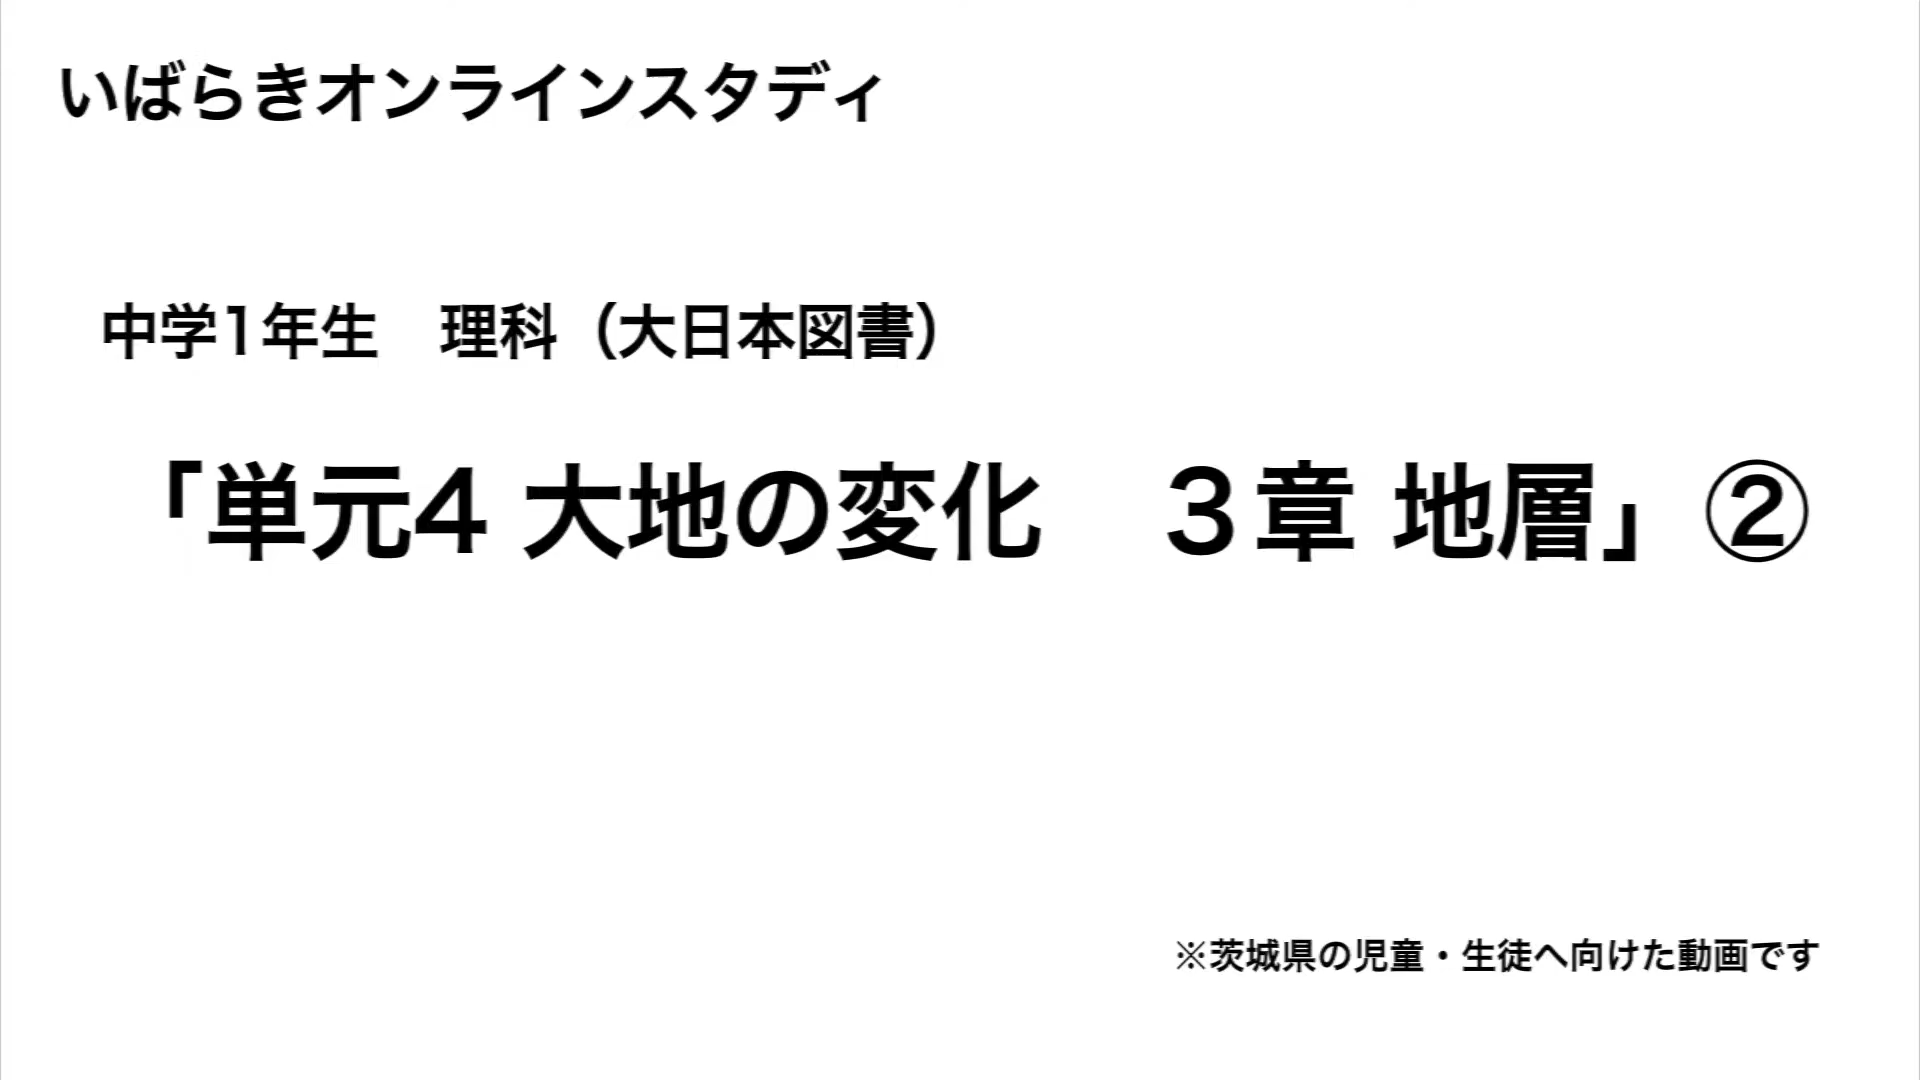 いばらきオンラインスタディ
中学1年生　理科（大日本図書）
「単元4 大地の変化　３章 地層」②
※茨城県の児童・生徒へ向けた動画です